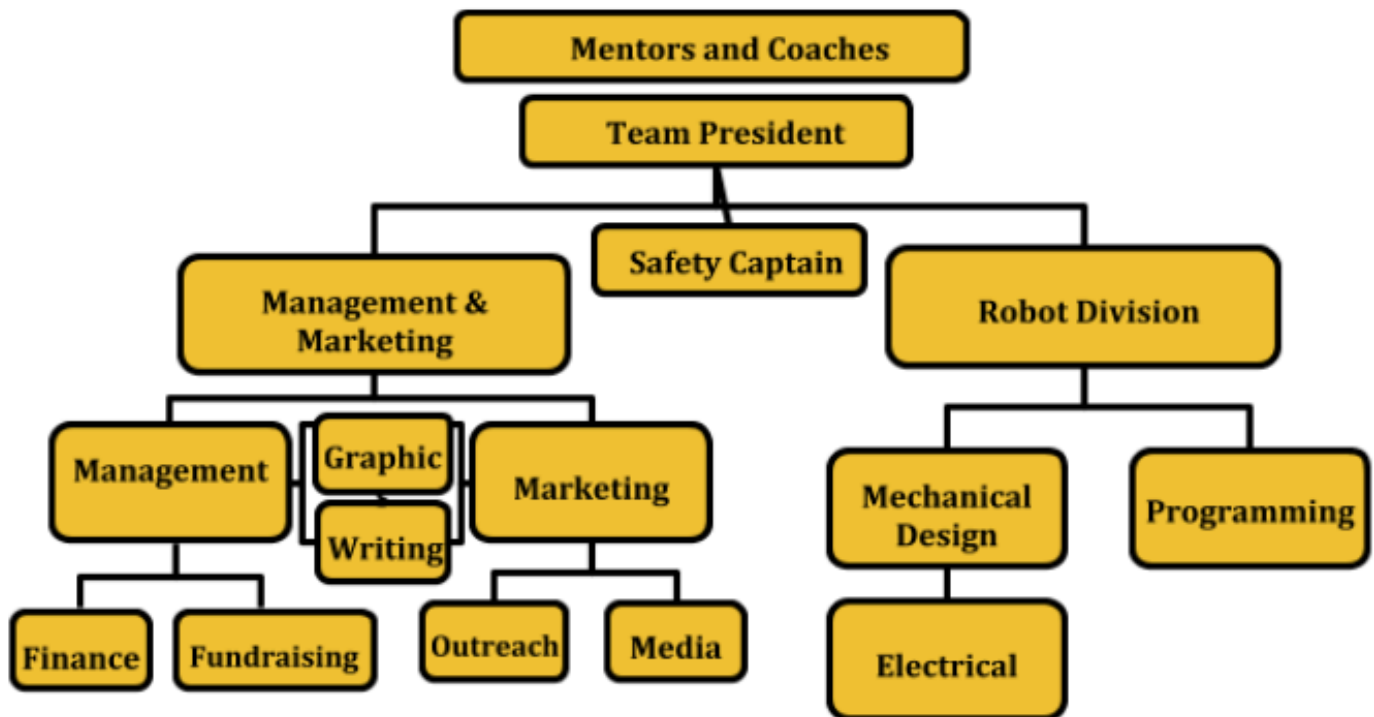 Mentors and Coaches
Team President
Safety Captain
Management &
Marketing
Robot Division
Management
Graphic
Writing
Marketing
Mechanical
Design
Programming
Finance
Fundraising
Outreach
Media
Electrical